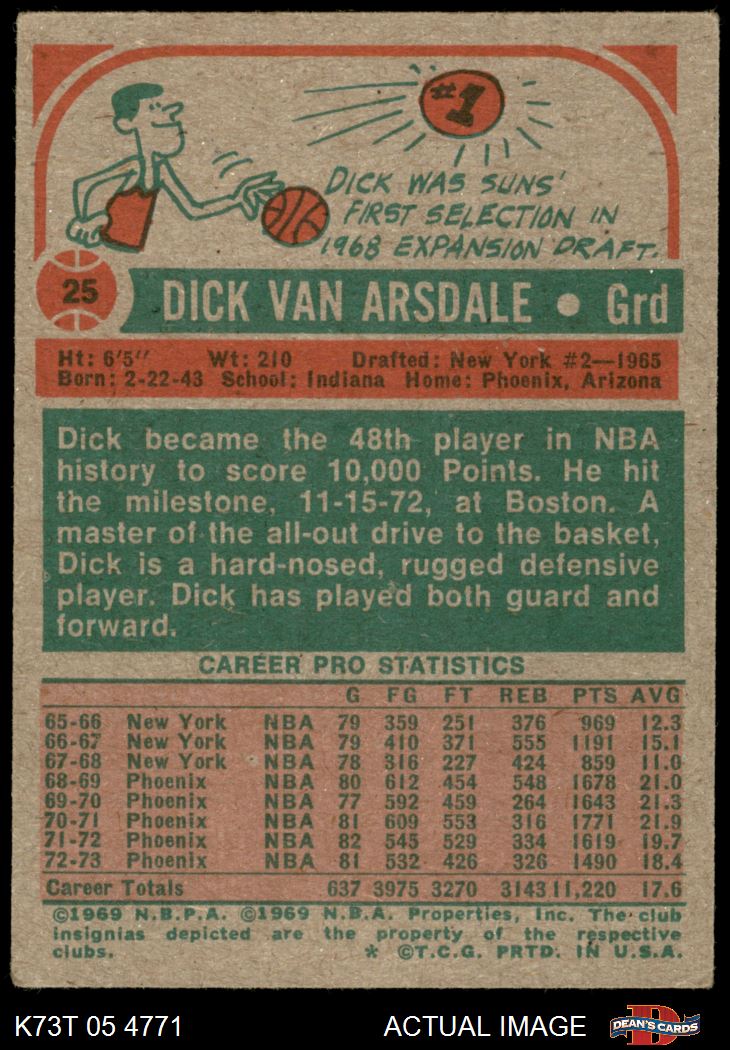 #1
DICK WAS SUNS'
FIRST SELECTION IN
1968 EXPANSION DRAFT.
25
DICK VAN ARSDALE • Grd
Ht: 6'5" Wt: 210 Drafted: New York #2—1965
Born: 2-22-43 School: Indiana Home: Phoenix, Arizona
Dick became the 48th player in NBA
history to score 10,000 Points. He hit
the milestone, 11-15-72, at Boston. A
master of the all-out drive to the basket,
Dick is a hard-nosed, rugged defensive
player. Dick has played both guard and
forward.
CAREER PRO STATISTICS
G FG FT REB PTS AVG
65-66 New York NBA 79 359 251 376 969 12.3
66-67 New York NBA 79 410 371 555 1191 15.1
67-68 New York NBA 78 316 227 424 859 11.0
68-69 Phoenix NBA 80 612 454 548 1678 21.0
69-70 Phoenix NBA 77 592 459 264 1643 21.3
70-71 Phoenix NBA 81 609 553 316 1771 21.9
71-72 Phoenix NBA 82 545 529 334 1619 19.7
72-73 Phoenix NBA 81 532 426 326 1490 18.4
Career Totals 637 3975 3270 3143 11,220 17.6
©1969 N.B.P.A. ©1969 N.B.A. Properties, Inc. The club
insignias depicted are the property of the respective
clubs. * ©T.C.G. PRTD. IN U.S.A.
K73T 05 4771 ACTUAL IMAGE D DEAN'S CARDS